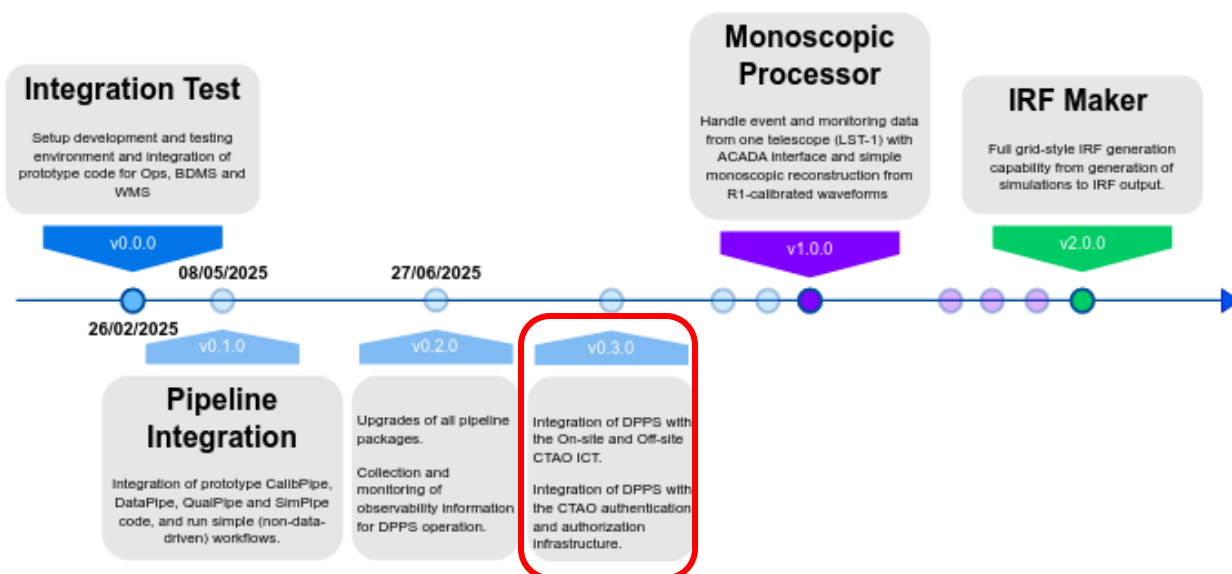 Integration Test
Setup development and testing
environment and integration of
prototype code for Ops, BDMS and
WMS
v0.0.0
26/02/2025
08/05/2025
v0.1.0
Pipeline
Integration
Integration of prototype CalibPipe,
DataPipe, QualPipe and SimPipe
code, and run simple (non-data-
driven) workflows.
27/06/2025
v0.2.0
Upgrades of all pipeline
packages.
Collection and
monitoring of
observability information
for DPPS operation.
v0.3.0
Integration of DPPS with
the On-site and Off-site
CTAO ICT.
Integration of DPPS with
the CTAO authentication
and authorization
infrastructure.
Monoscopic
Processor
Handle event and monitoring data
from one telescope (LST-1) with
ACADA interface and simple
monoscopic reconstruction from
R1-calibrated waveforms
v1.0.0
IRF Maker
Full grid-style IRF generation
capability from generation of
simulations to IRF output.
v2.0.0